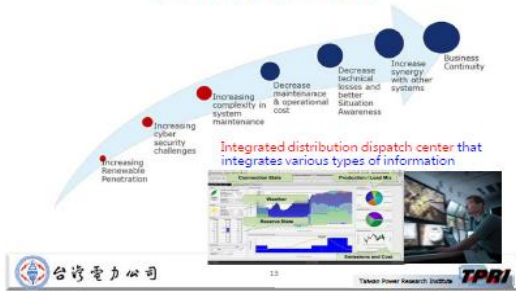 Business
Continuity
Increase
synergy
with other
systems
Decrease
technical
losses and
better
Situation
Awareness
Decrease
maintenance
& operational
cost
Increasing
complexity in
system
maintenance
Increasing
cyber
security
challenges
Increasing
Renewable
Penetration
Integrated distribution dispatch center that
integrates various types of information
Connection State
Production / Load Mix
Weather
Reserve State
Emissions and Cost
台灣電力公司
13
Taiwan Power Research Institute
TPRI